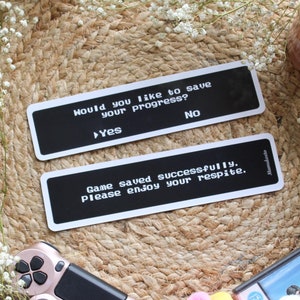 Would you like to save
your progress?
▸Yes No
Game saved successfully.
Please enjoy your respite.